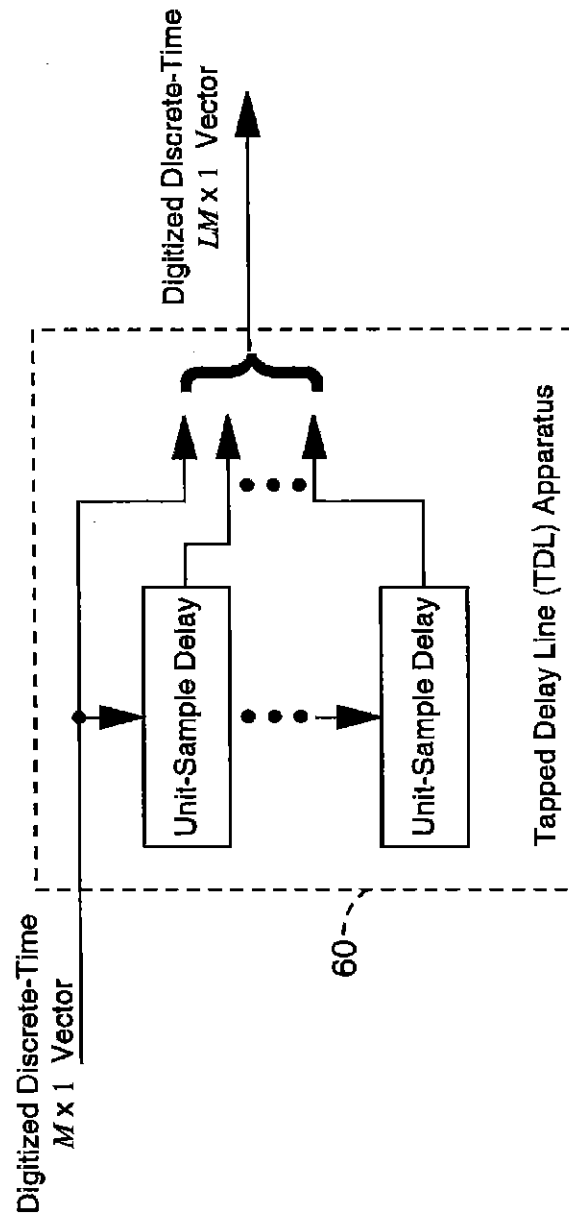 Digitized Discrete-Time
M x 1 Vector
60
Unit-Sample Delay
Unit-Sample Delay
Tapped Delay Line (TDL) Apparatus
Digitized Discrete-Time
LM x 1 Vector